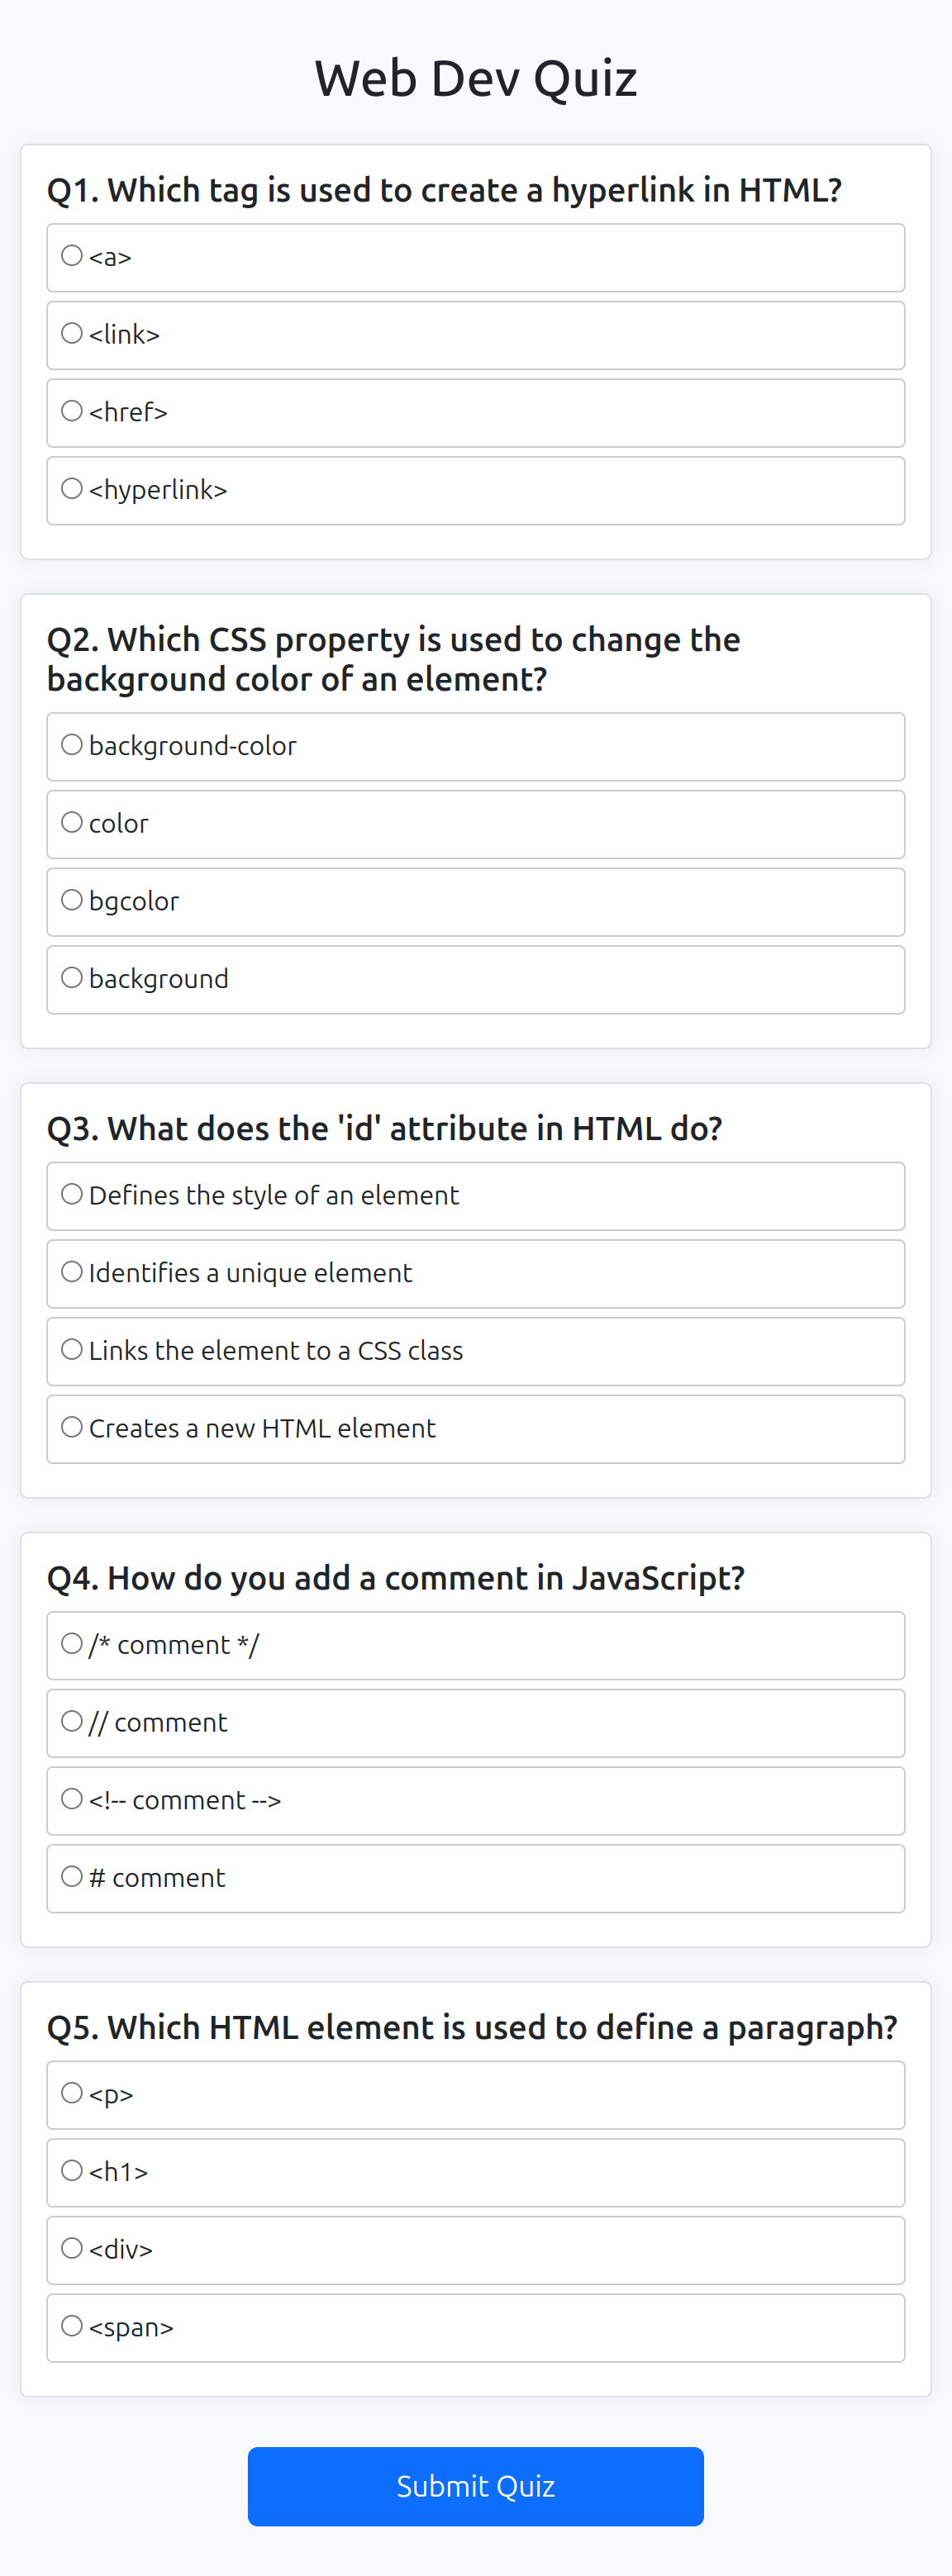 Web Dev Quiz
Q1. Which tag is used to create a hyperlink in HTML?
<a>
<link>
<href>
<hyperlink>
Q2. Which CSS property is used to change the
background color of an element?
background-color
color
bgcolor
background
Q3. What does the 'id' attribute in HTML do?
Defines the style of an element
Identifies a unique element
Links the element to a CSS class
Creates a new HTML element
Q4. How do you add a comment in JavaScript?
/* comment */
// comment
<!-- comment -->
# comment
Q5. Which HTML element is used to define a paragraph?
<p>
<h1>
<div>
<span>
Submit Quiz